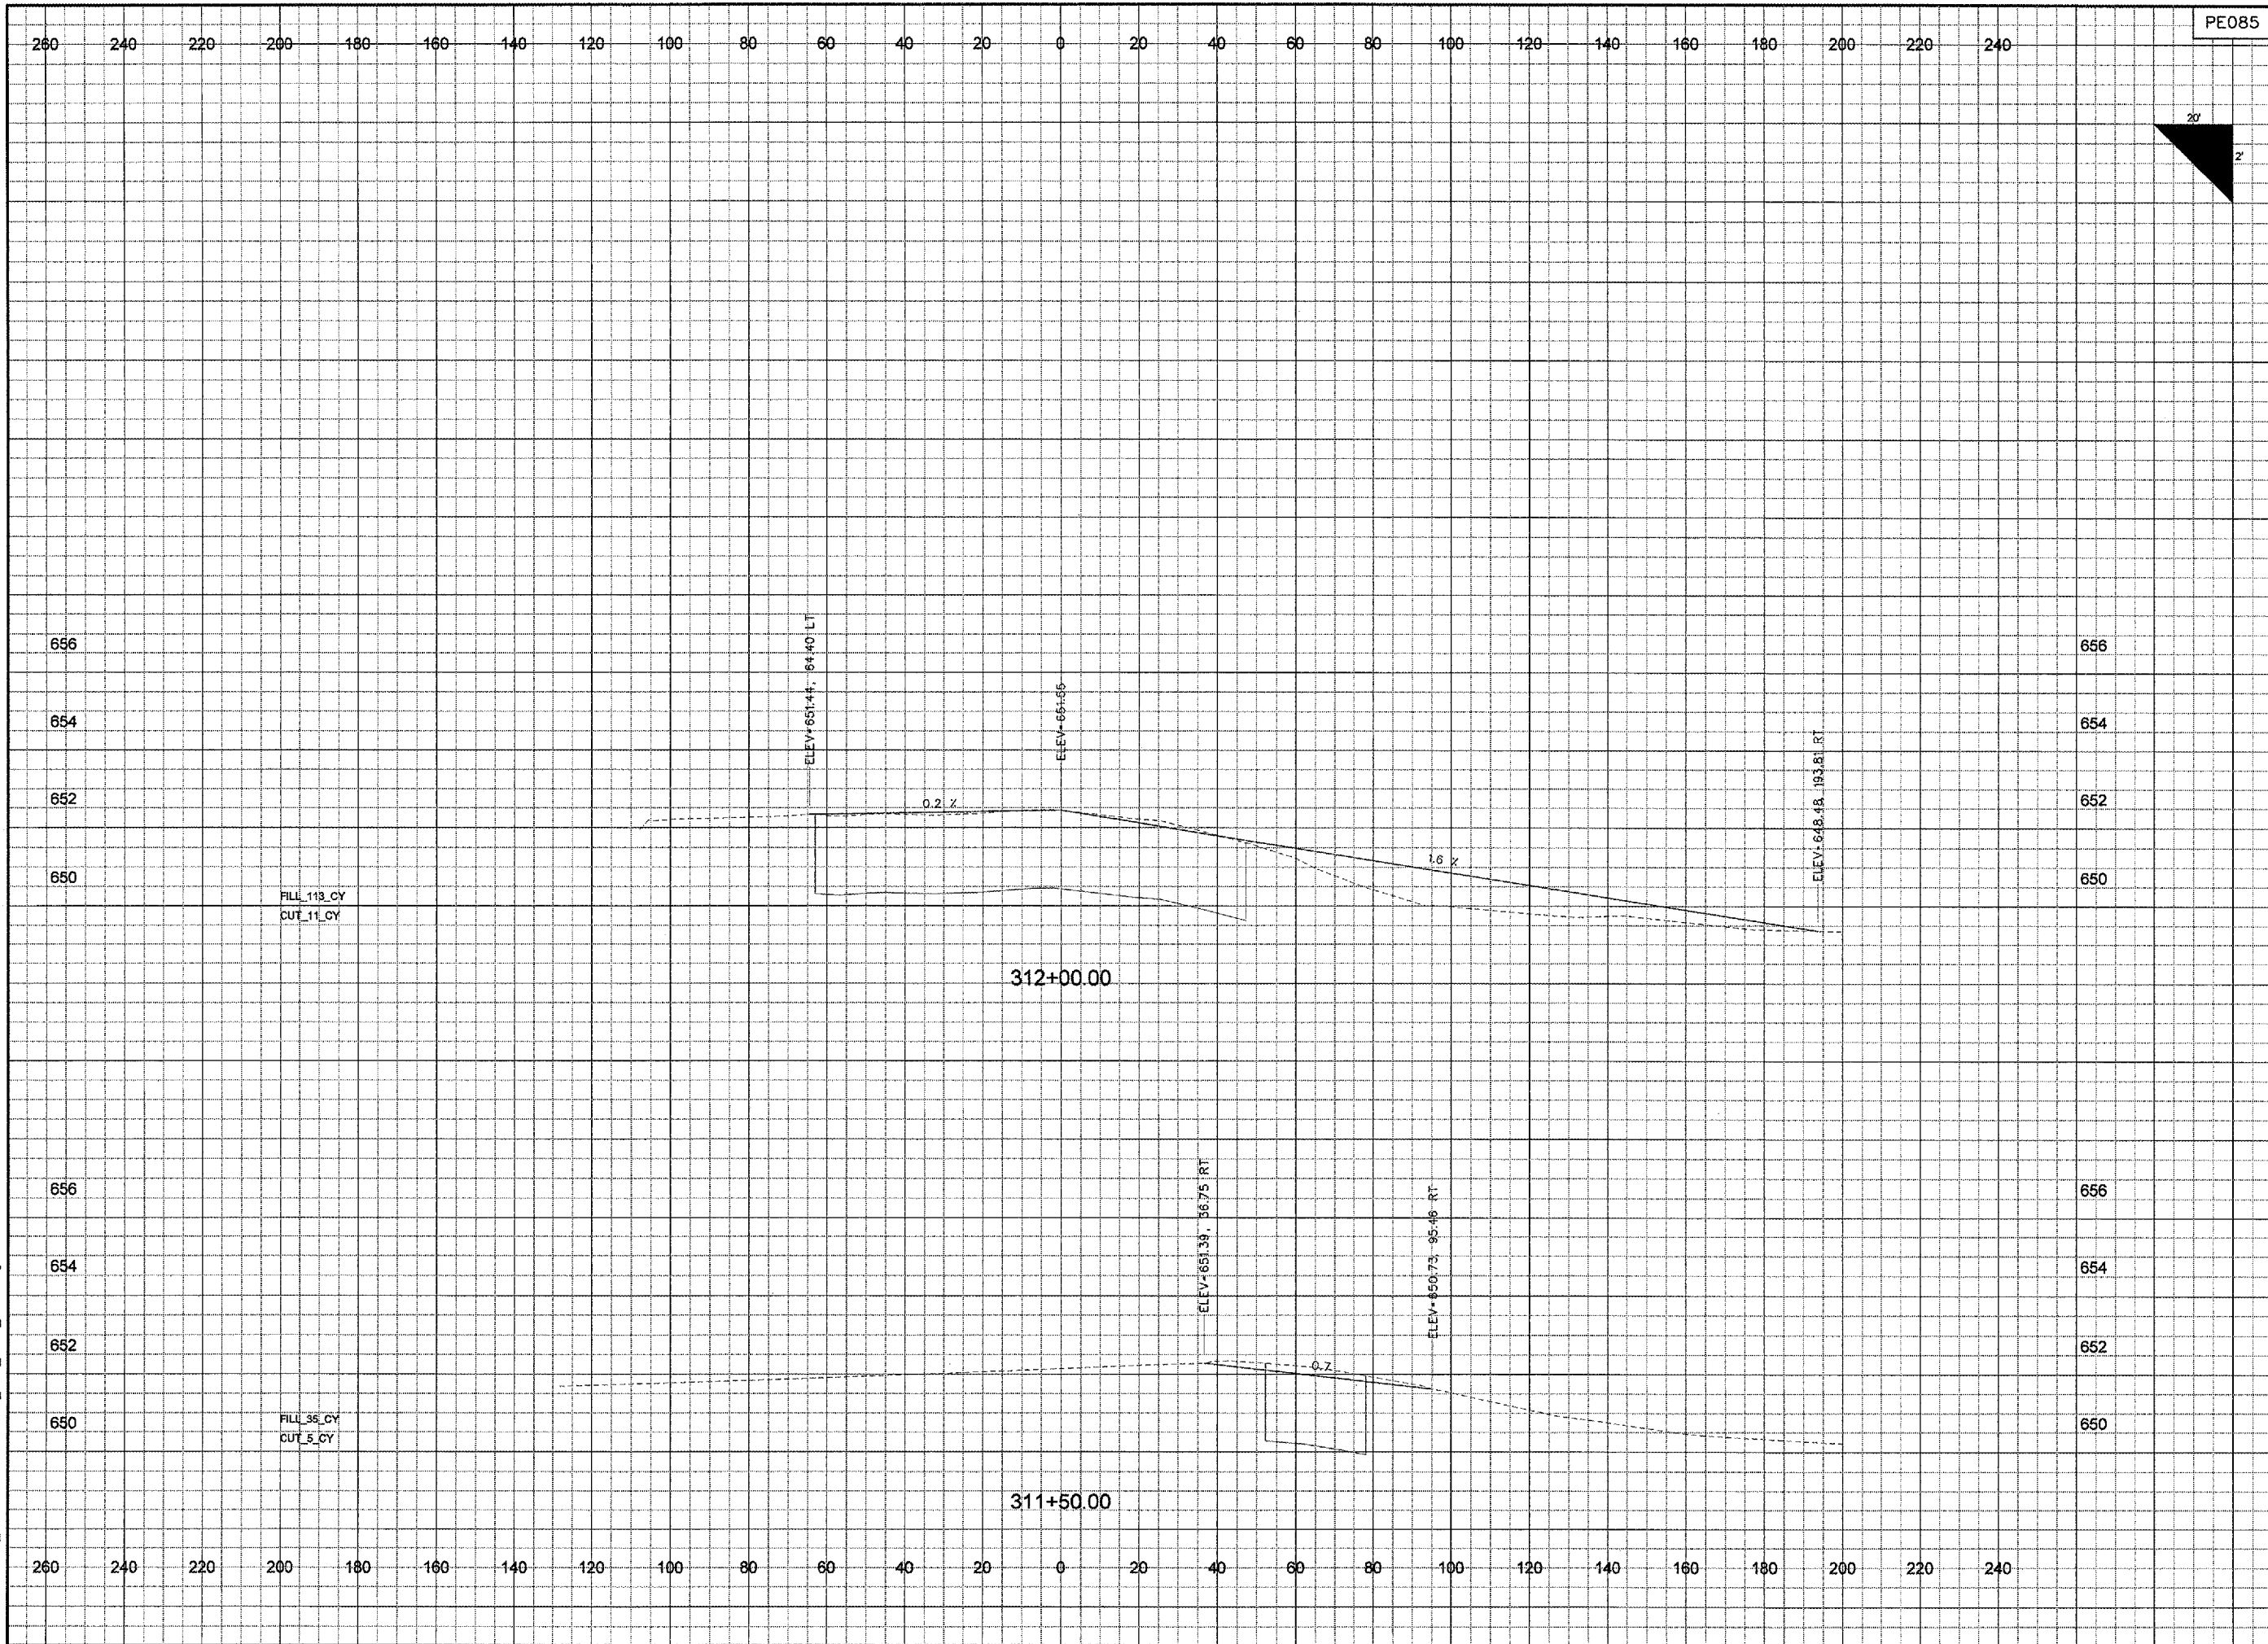 PE085
260 240 220 200 180 160 140 120 100 80 60 40 20 0 20 40 60 80 100 120 140 160 180 200 220 240
20'
2'
ELEV=651.44, 64.40 LT
656 656
ELEV=651.55
654 654
ELEV=648.48, 193.81 RT
652 0.2 % 652
1.6 %
650 650
FILL_113_CY
CUT_11_CY
312+00.00
ELEV=651.39, 36.75 RT
ELEV=650.73, 95.46 RT
656 656
654 654
652 652
0.7
650 650
FILL_35_CY
CUT_5_CY
311+50.00
260 240 220 200 180 160 140 120 100 80 60 40 20 0 20 40 60 80 100 120 140 160 180 200 220 240